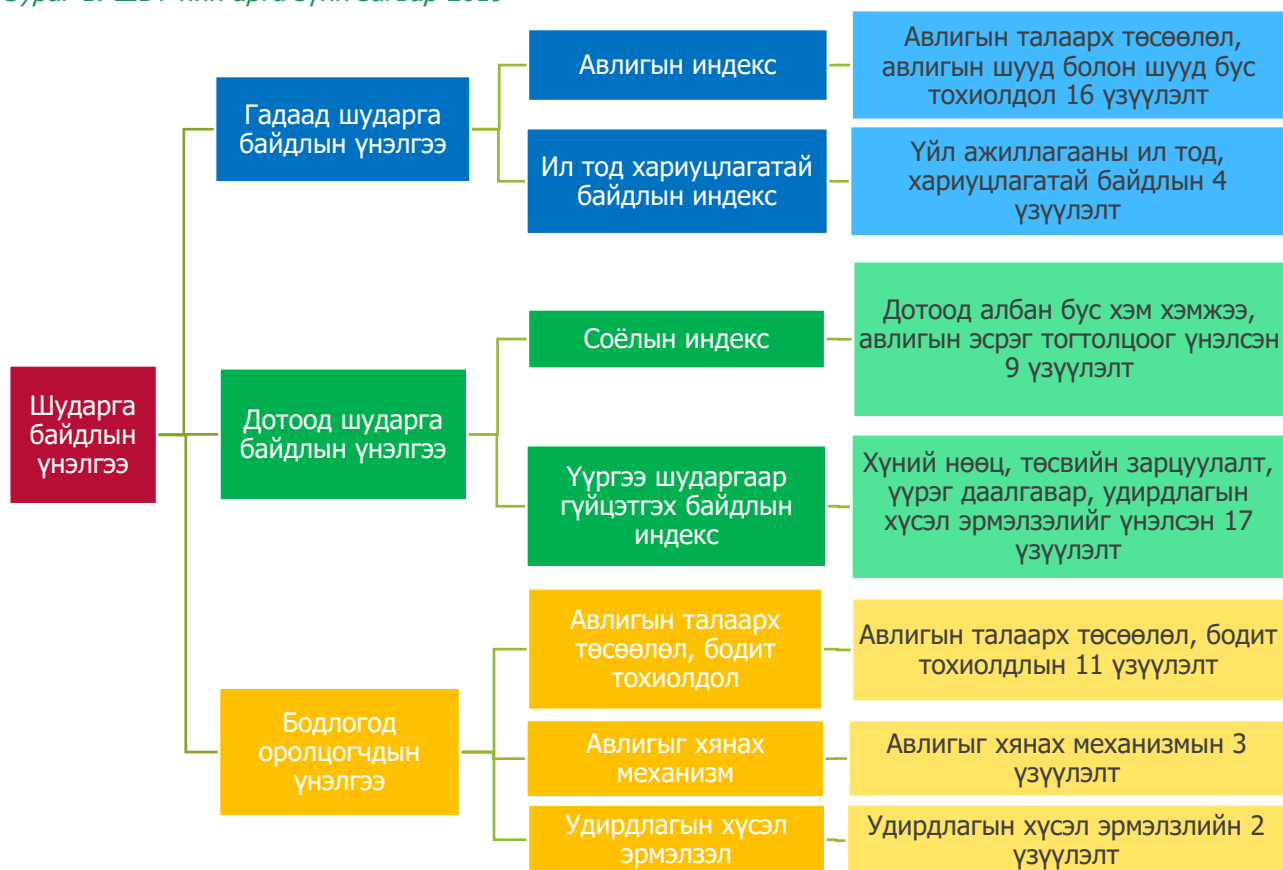 Шударга
байдлын
үнэлгээ
Гадаад шударга
байдлын үнэлгээ
Авлигын индекс
Авлигын талаарх төсөөлөл,
авлигын шууд болон шууд бус
тохиолдол 16 үзүүлэлт
Ил тод хариуцлагатай
байдлын индекс
Үйл ажиллагааны ил тод,
хариуцлагатай байдлын 4
үзүүлэлт
Дотоод шударга
байдлын үнэлгээ
Соёлын индекс
Дотоод албан бус хэм хэмжээ,
авлигын эсрэг тогтолцоог үнэлсэн
9 үзүүлэлт
Үүргээ шударгаар
гүйцэтгэх байдлын
индекс
Хүний нөөц, төсвийн зарцуулалт,
үүрэг даалгавар, удирдлагын
хүсэл эрмэлзэлийг үнэлсэн 17
үзүүлэлт
Бодлогод
оролцогчдын
үнэлгээ
Авлигын талаарх
төсөөлөл, бодит
тохиолдол
Авлигын талаарх төсөөлөл, бодит
тохиолдлын 11 үзүүлэлт
Авлигыг хянах
механизм
Авлигыг хянах механизмын 3
үзүүлэлт
Удирдлагын хүсэл
эрмэлзэл
Удирдлагын хүсэл эрмэлзлийн 2
үзүүлэлт